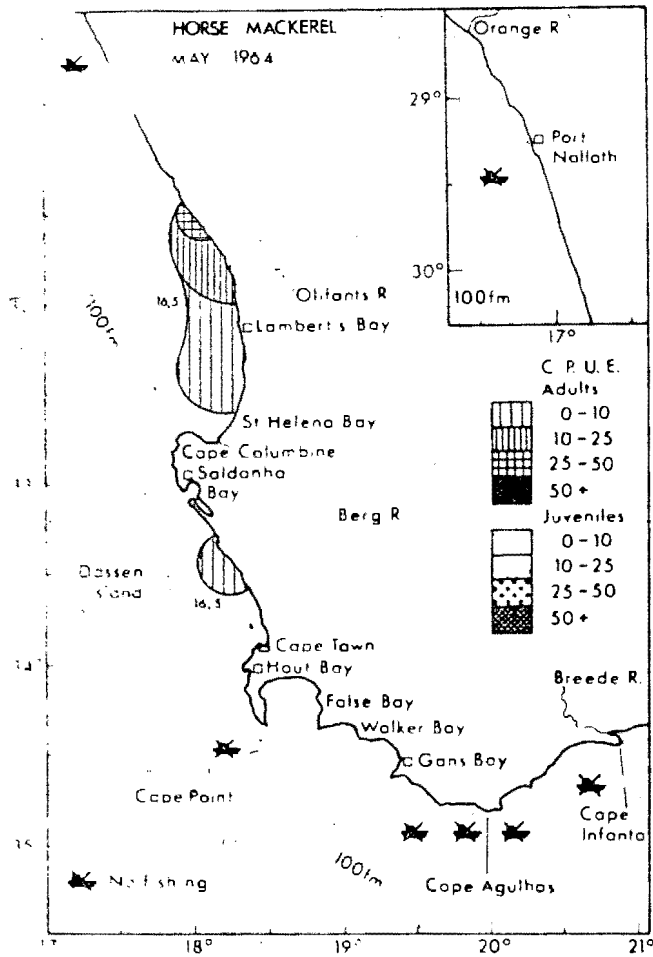 HORSE MACKEREL
MAY 1964
Orange R
29°
Port
Nolloth
30°
100fm
17°
Olifants R
16,5
100fm
Lambert's Bay
C. P. U. E.
Adults
0-10
10-25
25-50
50+
Juveniles
0-10
10-25
25-50
50+
St Helena Bay
Cape Columbine
Saldanha
Bay
Berg R
Dassen
Island
16,5
Cape Town
Hout Bay
Breede R.
False Bay
Walker Bay
Gans Bay
Cape Point
Cape
Infanta
100fm
No fishing
Cape Agulhas
17
18°
19°
20°
21°